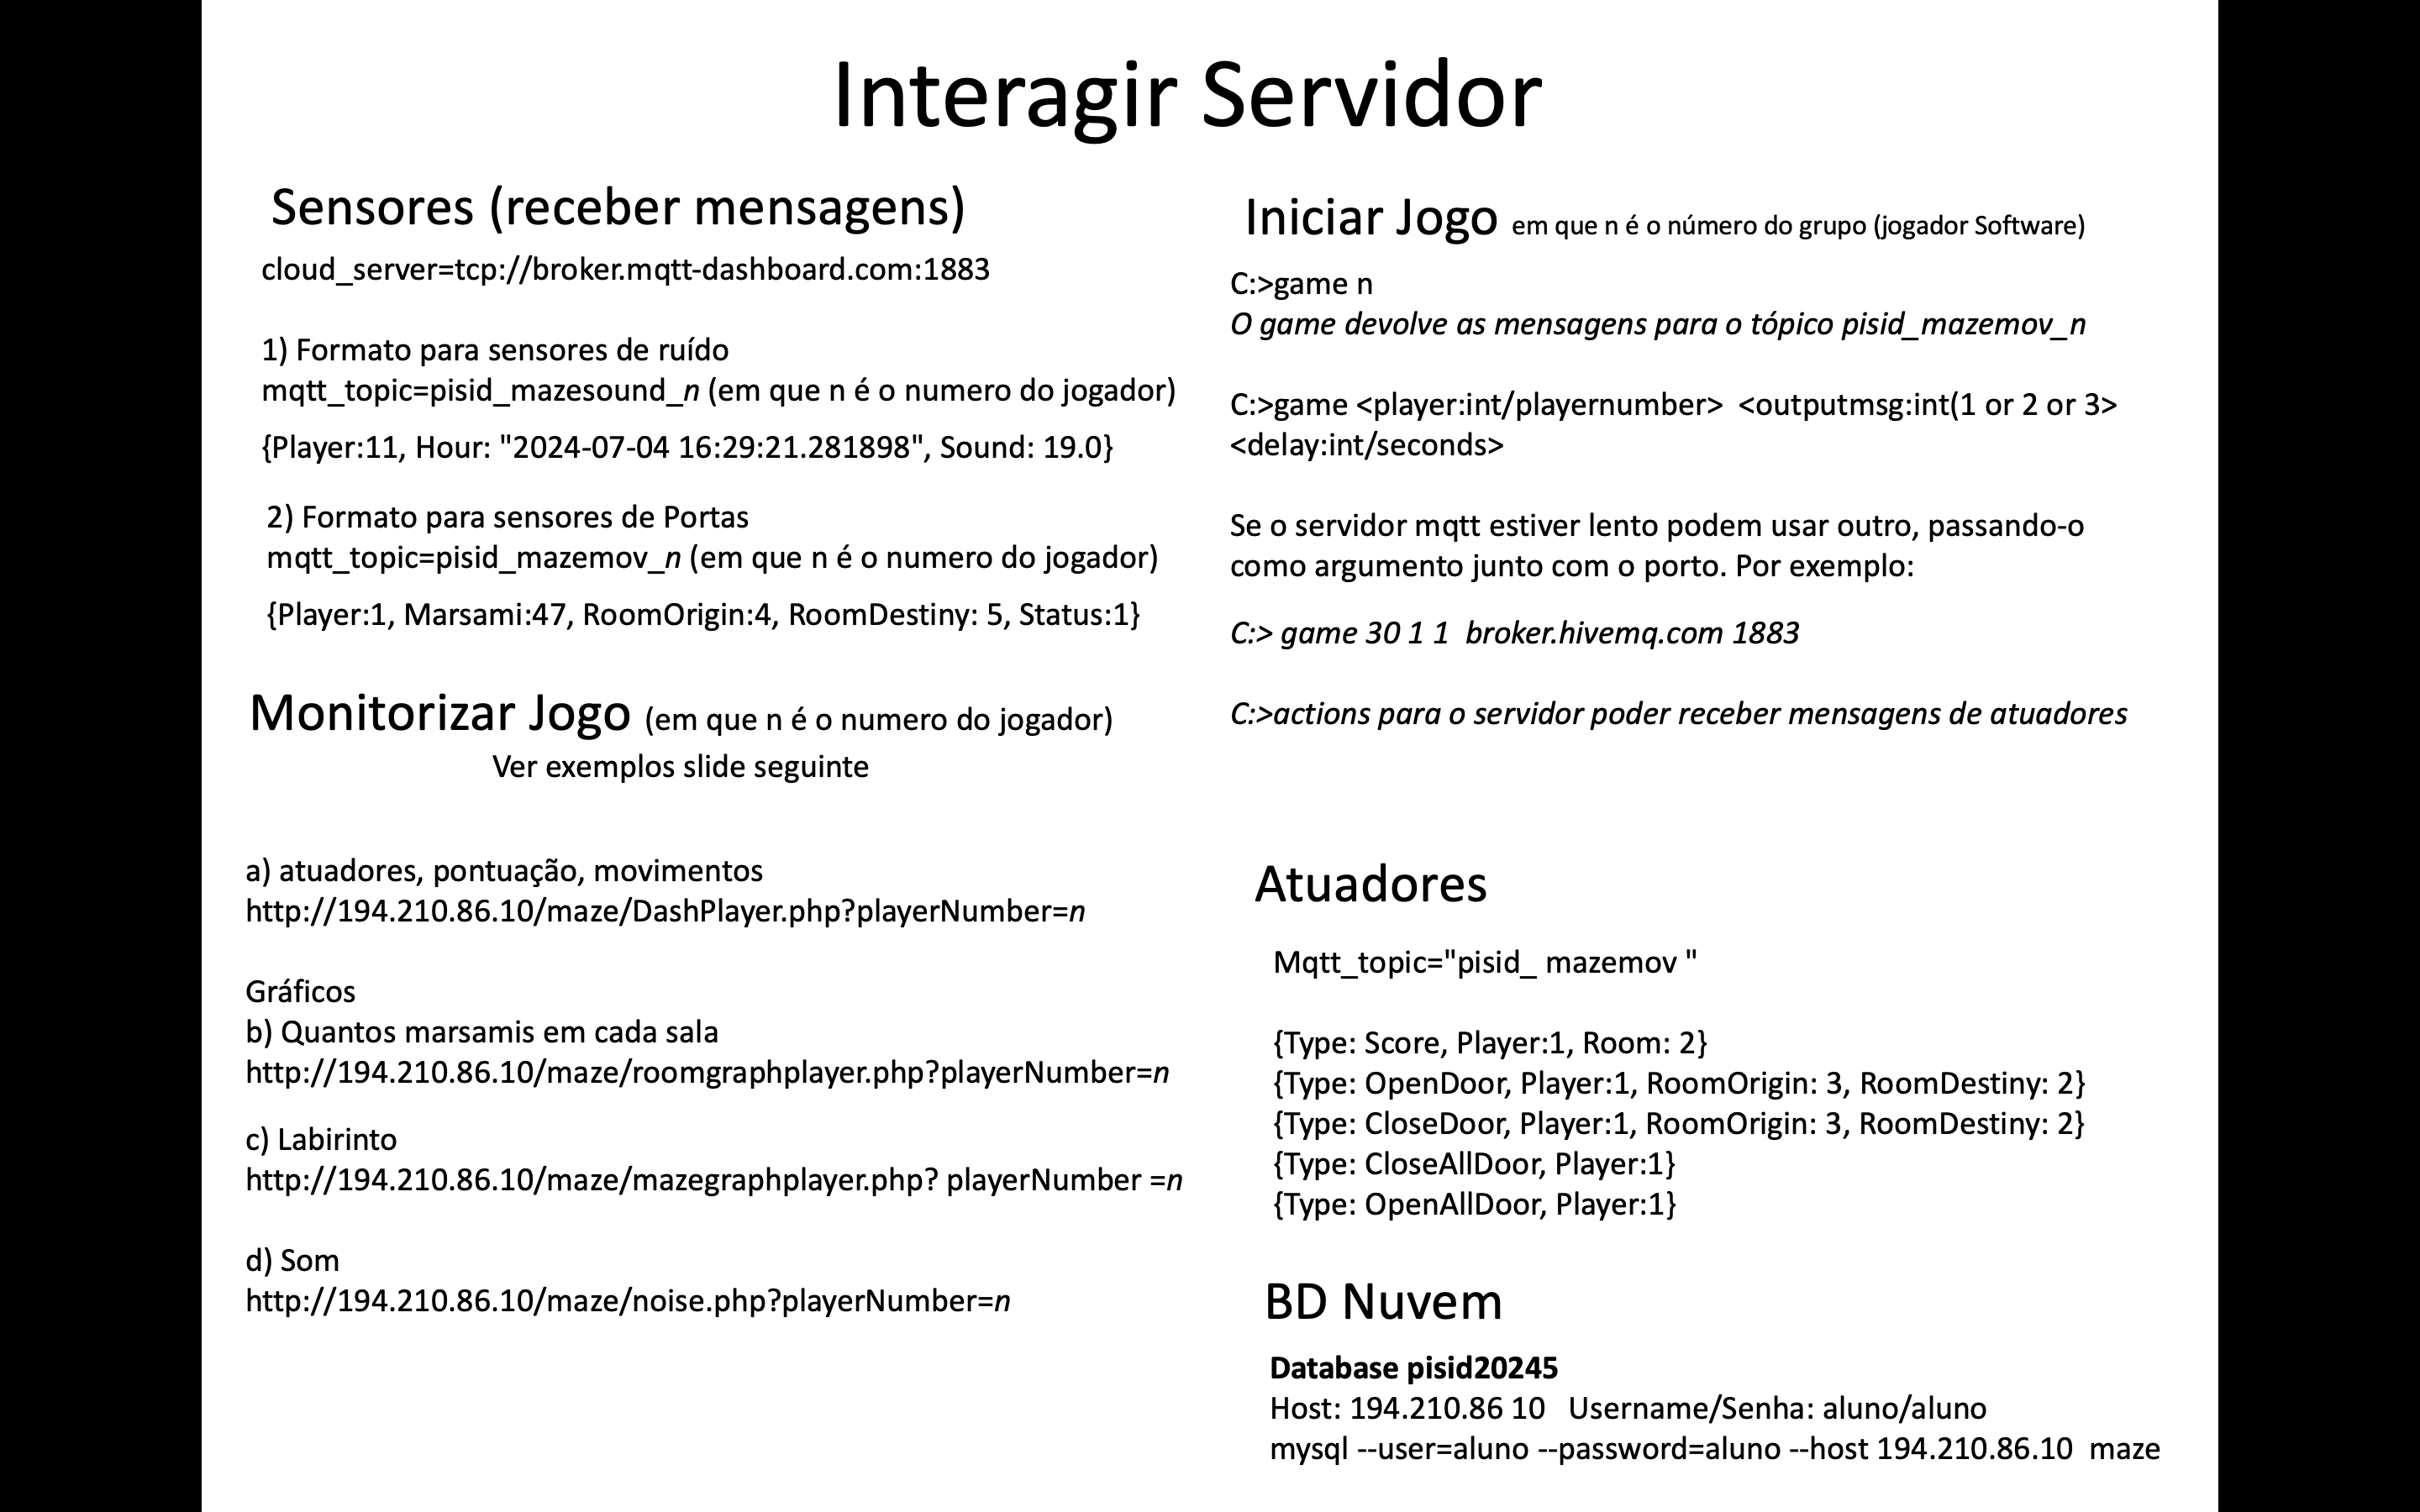 Interagir Servidor
Sensores (receber mensagens)
cloud_server=tcp://broker.mqtt-dashboard.com:1883
1) Formato para sensores de ruído
mqtt_topic=pisid_mazesound_n (em que n é o numero do jogador)
{Player:11, Hour: "2024-07-04 16:29:21.281898", Sound: 19.0}
2) Formato para sensores de Portas
mqtt_topic=pisid_mazemov_n (em que n é o numero do jogador)
{Player:1, Marsami:47, RoomOrigin:4, RoomDestiny: 5, Status:1}
Monitorizar Jogo (em que n é o numero do jogador)
Ver exemplos slide seguinte
a) atuadores, pontuação, movimentos
http://194.210.86.10/maze/DashPlayer.php?playerNumber=n
Gráficos
b) Quantos marsamis em cada sala
http://194.210.86.10/maze/roomgraphplayer.php?playerNumber=n
c) Labirinto
http://194.210.86.10/maze/mazegraphplayer.php? playerNumber =n
d) Som
http://194.210.86.10/maze/noise.php?playerNumber=n
Iniciar Jogo em que n é o número do grupo (jogador Software)
C:>game n
O game devolve as mensagens para o tópico pisid_mazemov_n
C:>game <player:int/playernumber> <outputmsg:int(1 or 2 or 3>
<delay:int/seconds>
Se o servidor mqtt estiver lento podem usar outro, passando-o
como argumento junto com o porto. Por exemplo:
C:> game 30 1 1 broker.hivemq.com 1883
C:>actions para o servidor poder receber mensagens de atuadores
Atuadores
Mqtt_topic="pisid_ mazemov "
{Type: Score, Player:1, Room: 2}
{Type: OpenDoor, Player:1, RoomOrigin: 3, RoomDestiny: 2}
{Type: CloseDoor, Player:1, RoomOrigin: 3, RoomDestiny: 2}
{Type: CloseAllDoor, Player:1}
{Type: OpenAllDoor, Player:1}
BD Nuvem
Database pisid20245
Host: 194.210.86 10 Username/Senha: aluno/aluno
mysql --user=aluno --password=aluno --host 194.210.86.10 maze